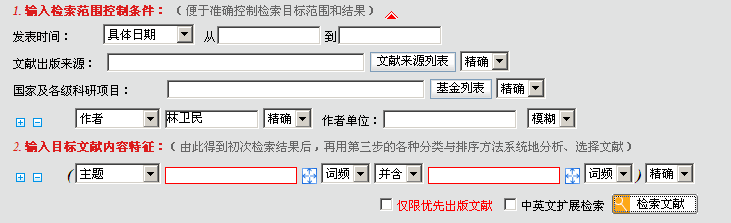 1. 输入检索范围控制条件：（便于准确控制检索目标范围和结果）
发表时间： 具体日期 从 到
文献出版来源： 文献来源列表 精确
国家及各级科研项目： 基金列表 精确
作者 林卫民 精确 作者单位： 模糊
2. 输入目标文献内容特征：（由此得到初次检索结果后，再用第三步的各种分类与排序方法系统地分析、选择文献）
( 主题 词频 并含 词频 ) 精确
仅限优先出版文献 中英文扩展检索 检索文献